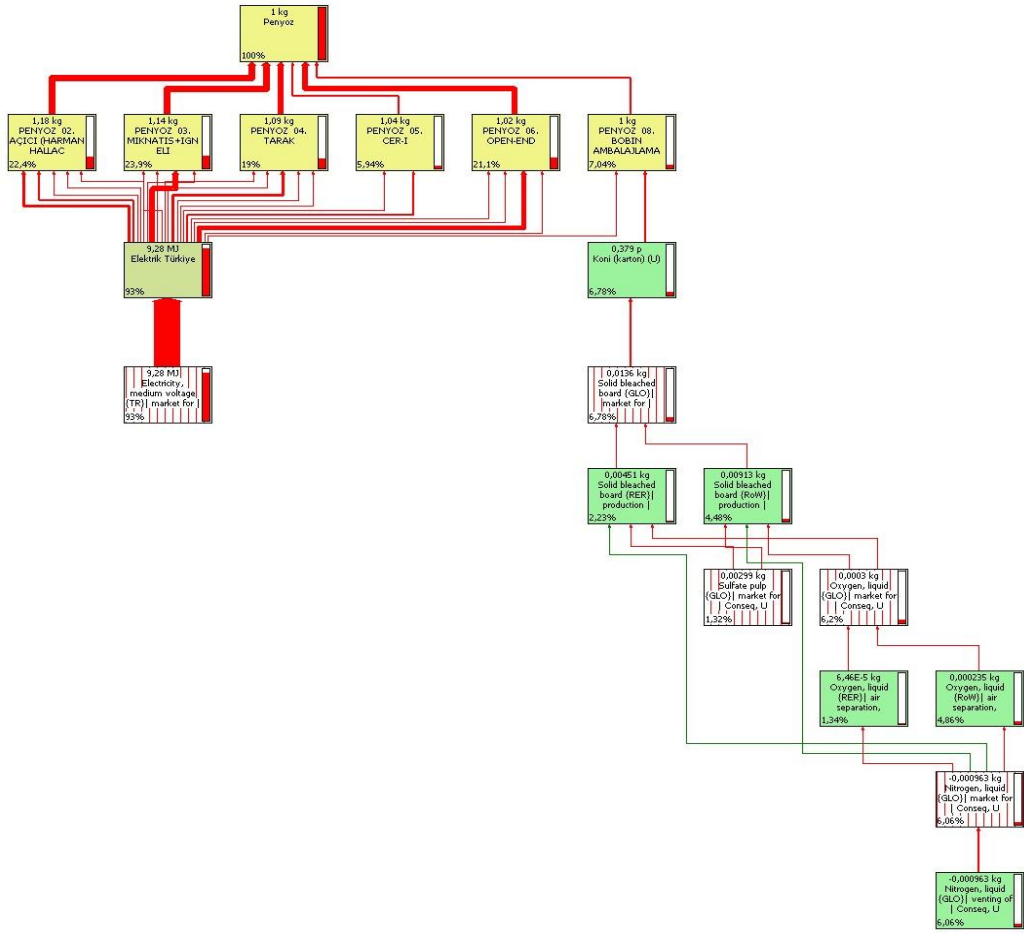 1 kg
Penyoz
100%
1,18 kg
PENYOZ 02.
AÇICI (HARMAN
HALLAC
22,4%
1,14 kg
PENYOZ 03.
MIKNATIS+IGN
ELI
23,9%
1,09 kg
PENYOZ 04.
TARAK
19%
1,04 kg
PENYOZ 05.
CER-I
5,94%
1,02 kg
PENYOZ 06.
OPEN-END
21,1%
1 kg
PENYOZ 08.
BOBIN
AMBALAJLAMA
7,04%
9,28 MJ
Elektrik Türkiye
93%
0,379 p
Koni (karton) (U)
6,78%
9,28 MJ
Electricity,
medium voltage
{TR}| market for |
93%
0,0136 kg
Solid bleached
board {GLO}|
market for |
6,78%
0,00451 kg
Solid bleached
board {RER}|
production |
2,23%
0,00913 kg
Solid bleached
board {RoW}|
production |
4,48%
0,00299 kg
Sulfate pulp
{GLO}| market for
| Conseq, U
1,32%
0,0003 kg
Oxygen, liquid
{GLO}| market for
| Conseq, U
6,2%
6,46E-5 kg
Oxygen, liquid
{RER}| air
separation,
1,34%
0,000235 kg
Oxygen, liquid
{RoW}| air
separation,
4,86%
-0,000963 kg
Nitrogen, liquid
{GLO}| market for
| Conseq, U
6,06%
-0,000963 kg
Nitrogen, liquid
{GLO}| venting of
| Conseq, U
6,06%